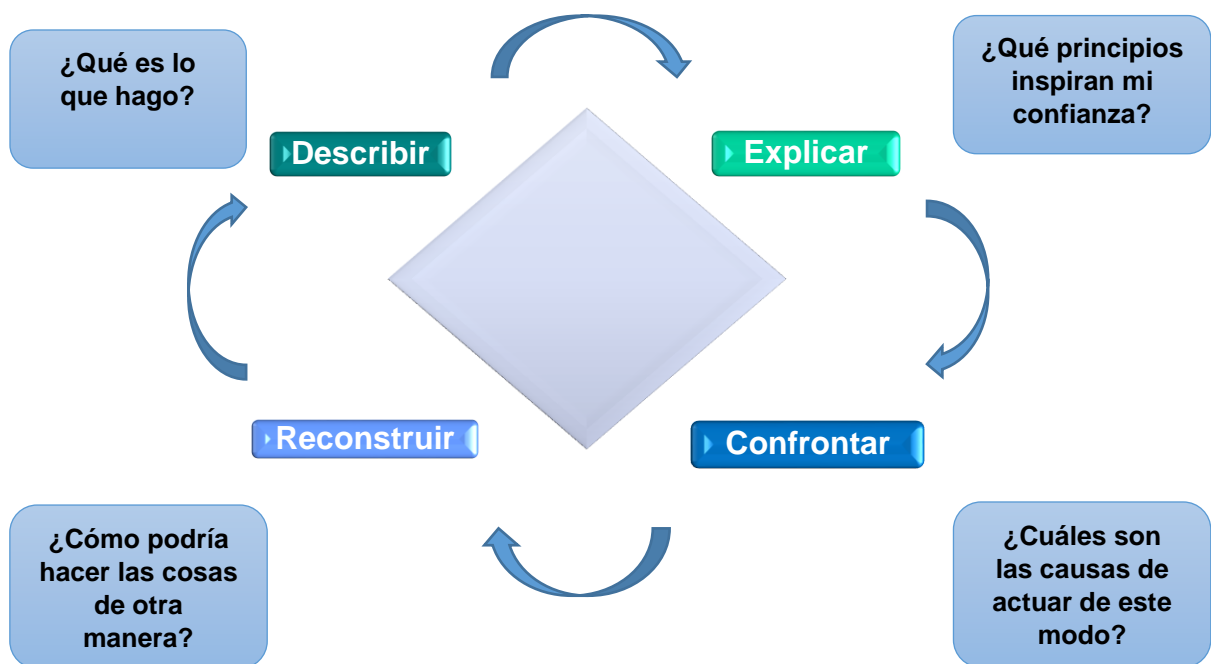 ¿Qué es lo
que hago?
¿Qué principios
inspiran mi
confianza?
Describir
Explicar
Reconstruir
Confrontar
¿Cómo podría
hacer las cosas
de otra
manera?
¿Cuáles son
las causas de
actuar de este
modo?